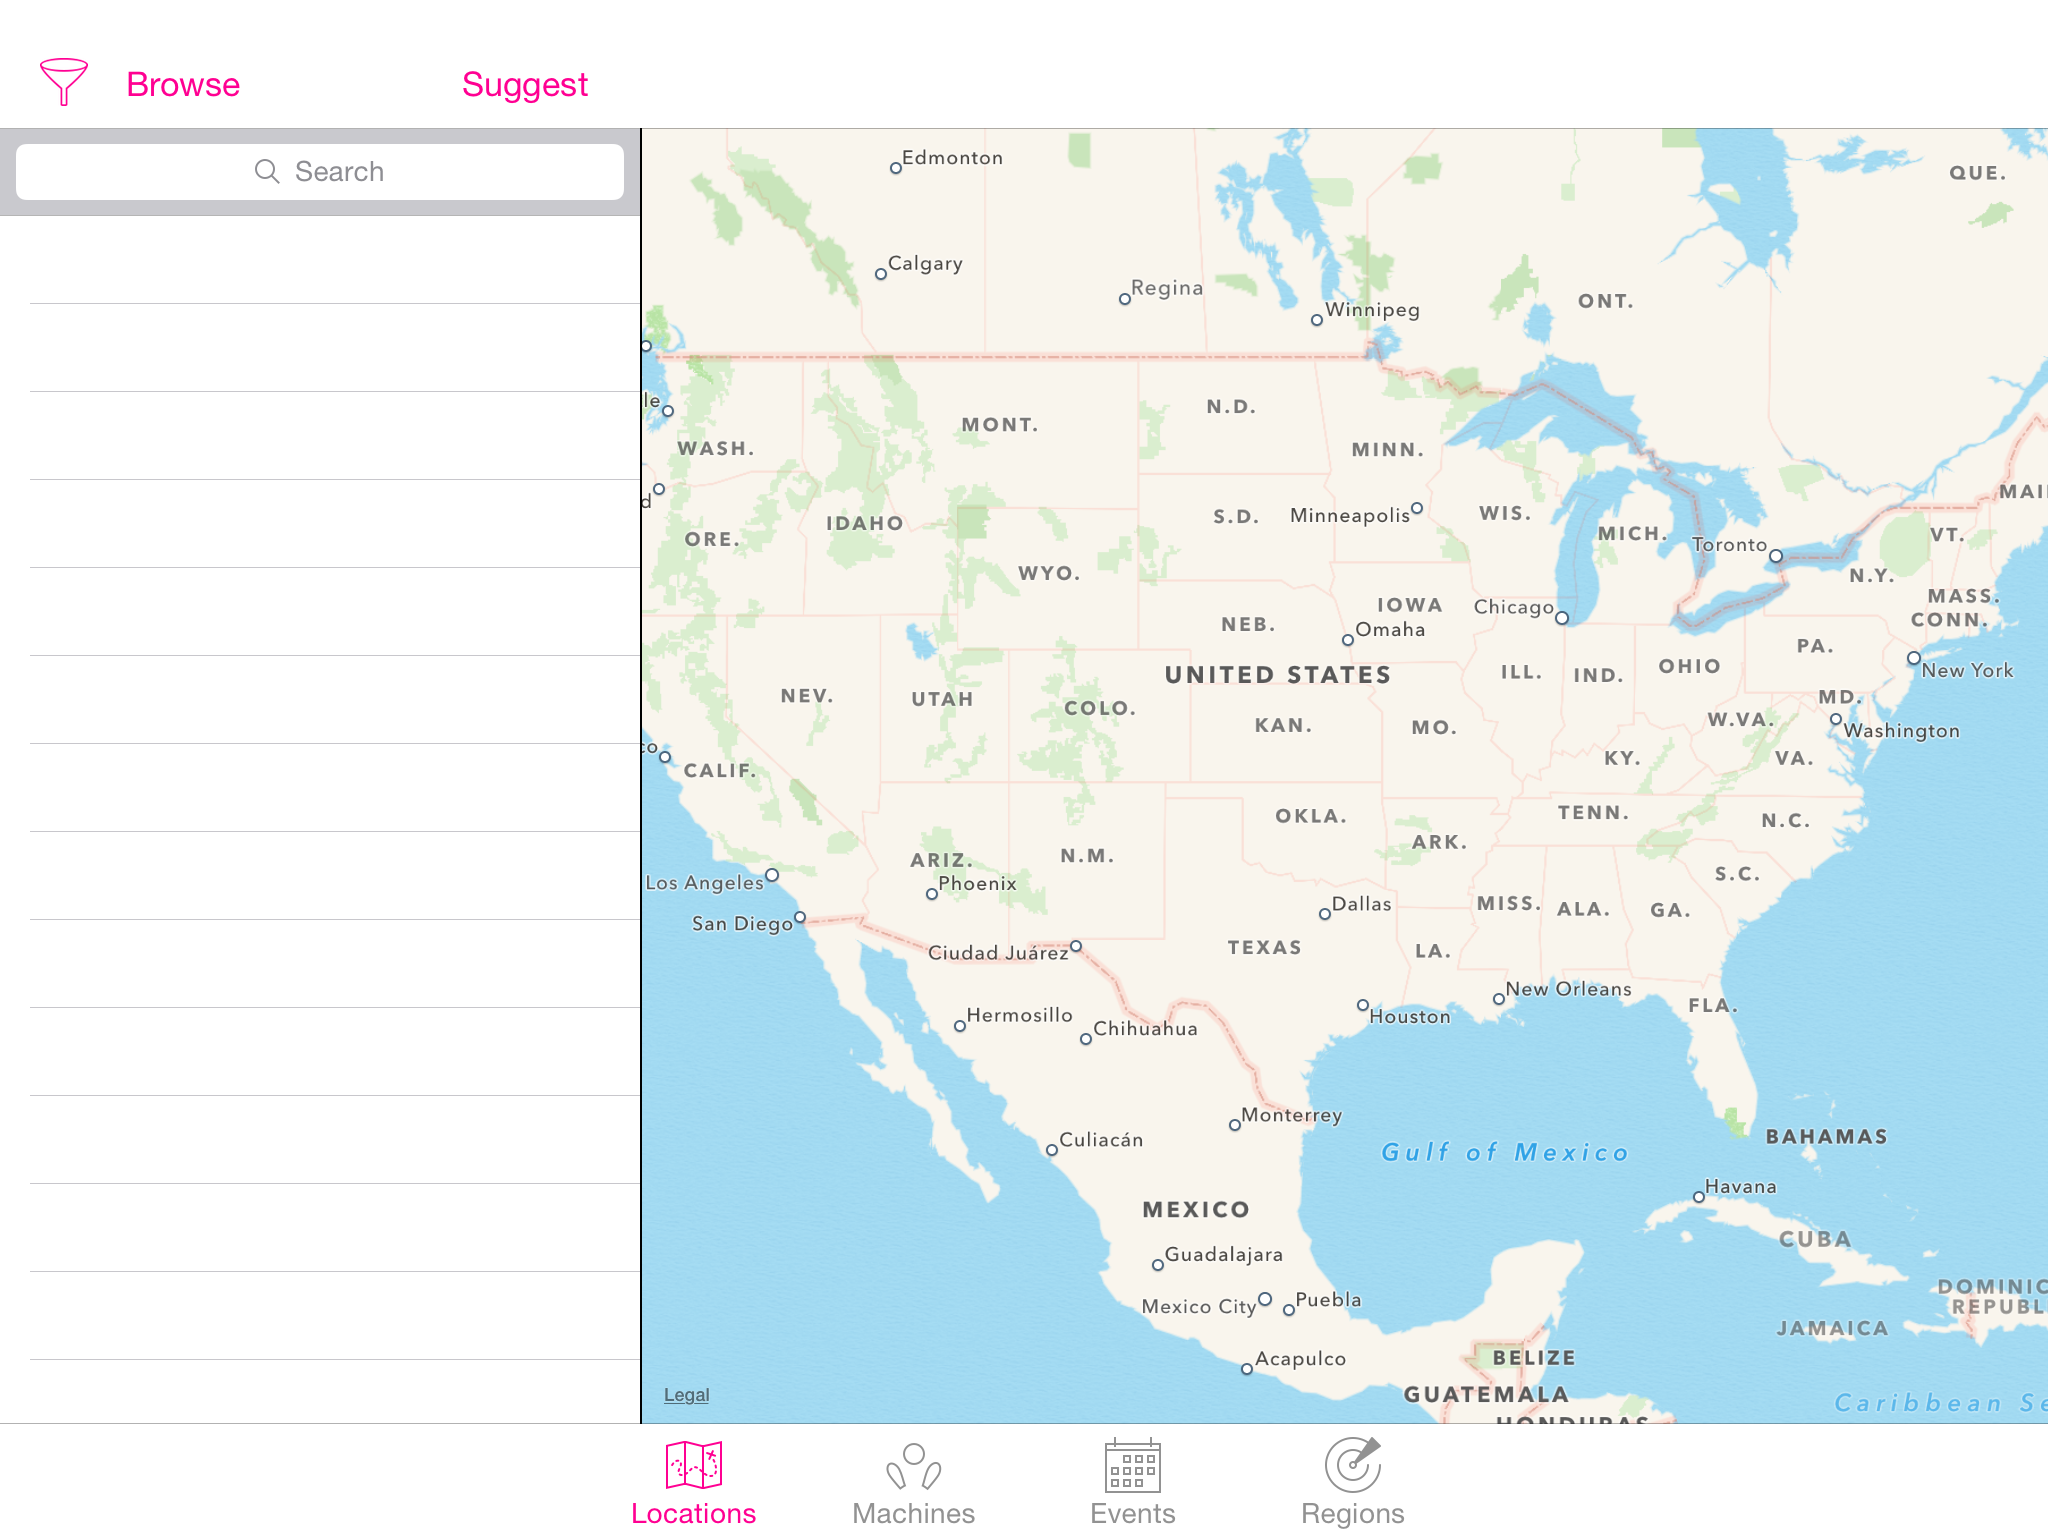 Browse
Suggest
Search
Edmonton
QUE.
Calgary
Regina
Winnipeg
ONT.
le
WASH.
MONT.
N.D.
MINN.
d
ORE.
IDAHO
S.D.
Minneapolis
WIS.
MICH.
Toronto
MAI
VT.
N.Y.
WYO.
MASS.
CONN.
IOWA
Chicago
NEB.
Omaha
PA.
New York
UNITED STATES
ILL.
IND.
OHIO
NEV.
UTAH
COLO.
KAN.
MO.
MD.
W.VA.
Washington
co
CALIF.
KY.
VA.
OKLA.
TENN.
N.C.
ARK.
ARIZ.
N.M.
S.C.
Los Angeles
Phoenix
Dallas
MISS.
ALA.
GA.
San Diego
Ciudad Juárez
TEXAS
LA.
New Orleans
FLA.
Hermosillo
Chihuahua
Houston
Monterrey
Culiacán
Gulf of Mexico
BAHAMAS
Havana
MEXICO
CUBA
Guadalajara
Mexico City
Puebla
DOMINIC
REPUBL
JAMAICA
Acapulco
BELIZE
GUATEMALA
HONDURAS
Caribbean Se
Legal
Locations
Machines
Events
Regions